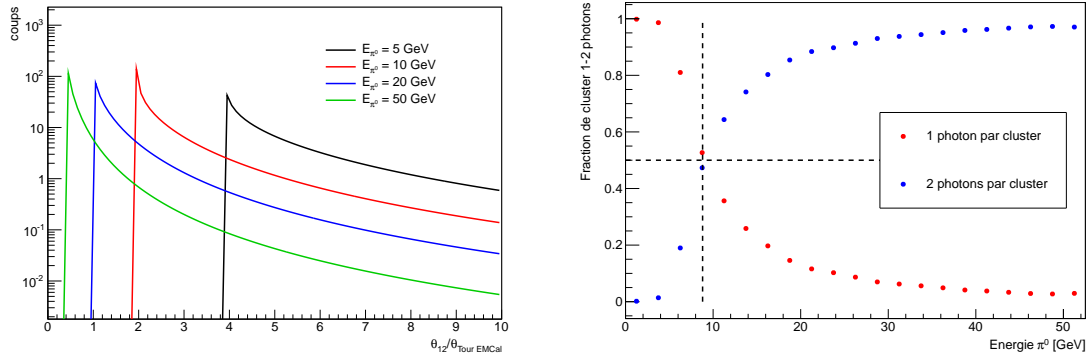 coups
10²
10
1
10⁻¹
10⁻²
0 1 2 3 4 5 6 7 8 9 10
θ₁₂/θ_Tour EMCal
E_π⁰ = 5 GeV
E_π⁰ = 10 GeV
E_π⁰ = 20 GeV
E_π⁰ = 50 GeV
Fraction de cluster 1-2 photons
1
0.8
0.6
0.4
0.2
0
0 10 20 30 40 50
Energie π⁰ [GeV]
1 photon par cluster
2 photons par cluster